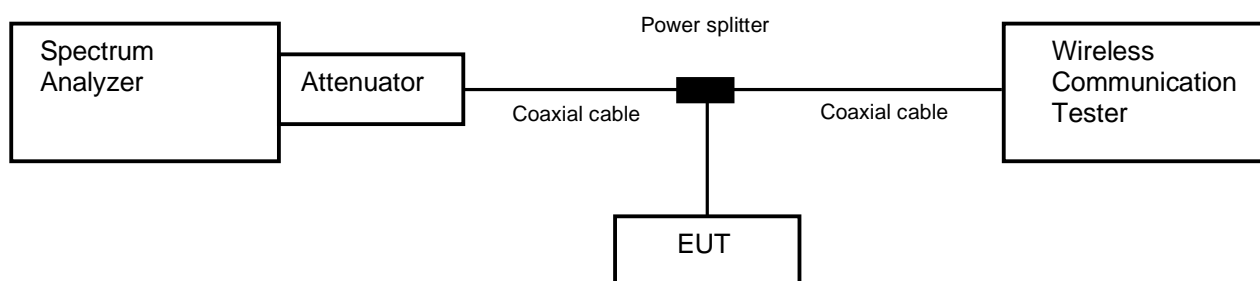 Power splitter
Spectrum
Analyzer
Attenuator
Coaxial cable
Coaxial cable
Wireless
Communication
Tester
EUT